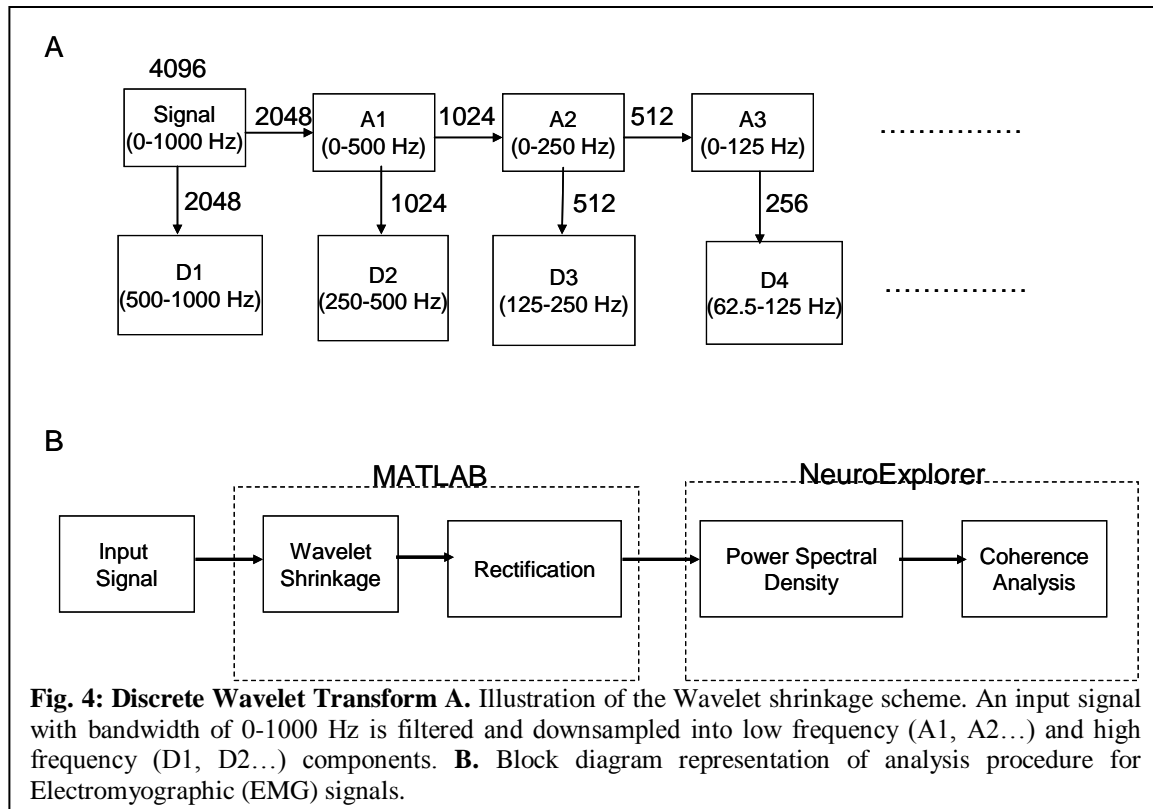 A
4096
Signal
(0-1000 Hz)
2048
A1
(0-500 Hz)
1024
A2
(0-250 Hz)
512
A3
(0-125 Hz)
...............
2048
1024
512
256
D1
(500-1000 Hz)
D2
(250-500 Hz)
D3
(125-250 Hz)
D4
(62.5-125 Hz)
...............
B
MATLAB
NeuroExplorer
Input
Signal
Wavelet
Shrinkage
Rectification
Power Spectral
Density
Coherence
Analysis
Fig. 4: Discrete Wavelet Transform A. Illustration of the Wavelet shrinkage scheme. An input signal
with bandwidth of 0-1000 Hz is filtered and downsampled into low frequency (A1, A2…) and high
frequency (D1, D2…) components. B. Block diagram representation of analysis procedure for
Electromyographic (EMG) signals.